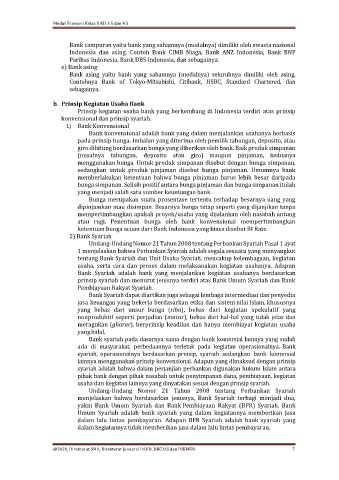 Modul Ekonomi Kelas X KD 3.5 dan 4.5
Bank campuran yaitu bank yang sahamnya (modalnya) dimiliki oleh swasta nasional
Indonesia dan asing. Contoh Bank CIMB Niaga, Bank ANZ Indonesia, Bank BNP
Paribas Indonesia, Bank DBS Indonesia, dan sebagainya.
e) Bank asing
Bank asing yaitu bank yang sahamnya (modalnya) seluruhnya dimiliki oleh asing.
Contohnya Bank of Tokyo-Mitsubishi, Citibank, HSBC, Standard Chartered, dan
sebagainya.
b. Prinsip Kegiatan Usaha Bank
Prinsip kegiatan usaha bank yang berkembang di Indonesia terdiri atas prinsip
konvensional dan prinsip syariah.
1) Bank Konvensional
Bank konvensional adalah bank yang dalam menjalankan usahanya berbasis
pada prinsip bunga. Imbalan yang diterima oleh pemilik tabungan, deposito, atau
giro dihitung berdasarkan bunga yang diberikan oleh bank. Baik produk simpanan
(misalnya tabungan, deposito atau giro) maupun pinjaman, keduanya
menggunakan bunga. Untuk produk simpanan disebut dengan bunga simpanan,
sedangkan untuk produk pinjaman disebut bunga pinjaman. Umumnya bank
memberlakukan ketentuan bahwa bunga pinjaman harus lebih besar daripada
bunga simpanan. Selisih positif antara bunga pinjaman dan bunga simpanan itulah
yang menjadi salah satu sumber keuntungan bank.
Bunga merupakan suatu prosentase tertentu terhadap besarnya uang yang
dipinjamkan atau disimpan. Besarnya bunga tetap seperti yang dijanjikan tanpa
mempertimbangkan apakah proyek/usaha yang dijalankan oleh nasabah untung
atau rugi. Penentuan bunga oleh bank konvensional mempertimbangkan
ketentuan bunga acuan dari Bank Indonesia yang biasa disebut BI Rate.
2) Bank Syariah
Undang-Undang Nomor 21 Tahun 2008 tentang Perbankan Syariah Pasal 1 ayat
1 menjelaskan bahwa Perbankan Syariah adalah segala sesuatu yang menyangkut
tentang Bank Syariah dan Unit Usaha Syariah, mencakup kelembagaan, kegiatan
usaha, serta cara dan proses dalam melaksanakan kegiatan usahanya. Adapun
Bank Syariah adalah bank yang menjalankan kegiatan usahanya berdasarkan
prinsip syariah dan menurut jenisnya terdiri atas Bank Umum Syariah dan Bank
Pembiayaan Rakyat Syariah.
Bank Syariah dapat diartikan juga sebagai lembaga intermediasi dan penyedia
jasa keuangan yang bekerja berdasarkan etika dan sistem nilai Islam, khususnya
yang bebas dari unsur bunga (riba), bebas dari kegiatan spekulatif yang
nonproduktif seperti perjudian (maisir), bebas dari hal-hal yang tidak jelas dan
meragukan (gharar), berprinsip keadilan dan hanya membiayai kegiatan usaha
yang halal.
Bank syariah pada dasarnya sama dengan bank komersial lainnya yang sudah
ada di masyarakat, perbedaannya terletak pada kegiatan operasionalnya. Bank
syariah, operasionalnya berdasarkan prinsip, syariah sedangkan bank komersial
lainnya menggunakan prinsip konvensional. Adapun yang dimaksud dengan prinsip
syariah adalah bahwa dalam perjanjian perbankan digunakan hukum Islam antara
pihak bank dengan pihak nasabah untuk penyimpanan dana, pembiayaan, kegiatan
usaha dan kegiatan lainnya yang dinyatakan sesuai dengan prinsip syariah.
Undang-Undang Nomor 21 Tahun 2008 tentang Perbankan Syariah
menjelaskan bahwa berdasarkan jenisnya, Bank Syariah terbagi menjadi dua,
yakni Bank Umum Syariah dan Bank Pembiayaan Rakyat (BPR) Syariah. Bank
Umum Syariah adalah bank syariah yang dalam kegiatannya memberikan jasa
dalam lalu lintas pembayaran. Adapun BPR Syariah adalah bank syariah yang
dalam kegiatannya tidak memberikan jasa dalam lalu lintas pembayaran.
@2020, Direktorat SMA, Direktorat Jenderal PAUD, DIKDAS dan DIKMEN 7